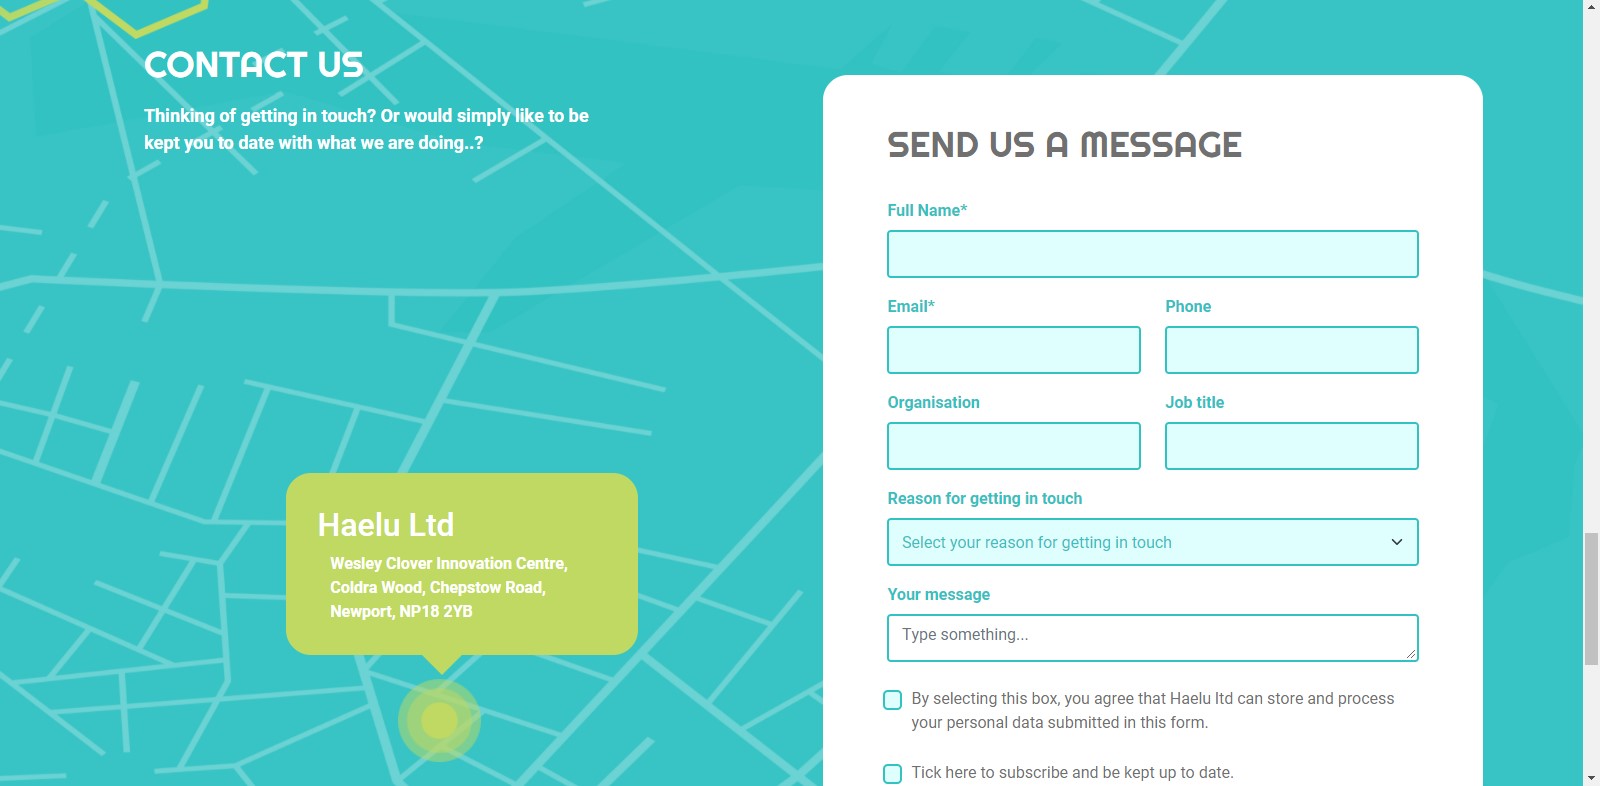 CONTACT US
Thinking of getting in touch? Or would simply like to be
kept you to date with what we are doing..?
Haelu Ltd
Wesley Clover Innovation Centre,
Coldra Wood, Chepstow Road,
Newport, NP18 2YB
SEND US A MESSAGE
Full Name*
Email*
Phone
Organisation
Job title
Reason for getting in touch
Select your reason for getting in touch
Your message
Type something...
By selecting this box, you agree that Haelu ltd can store and process
your personal data submitted in this form.
Tick here to subscribe and be kept up to date.